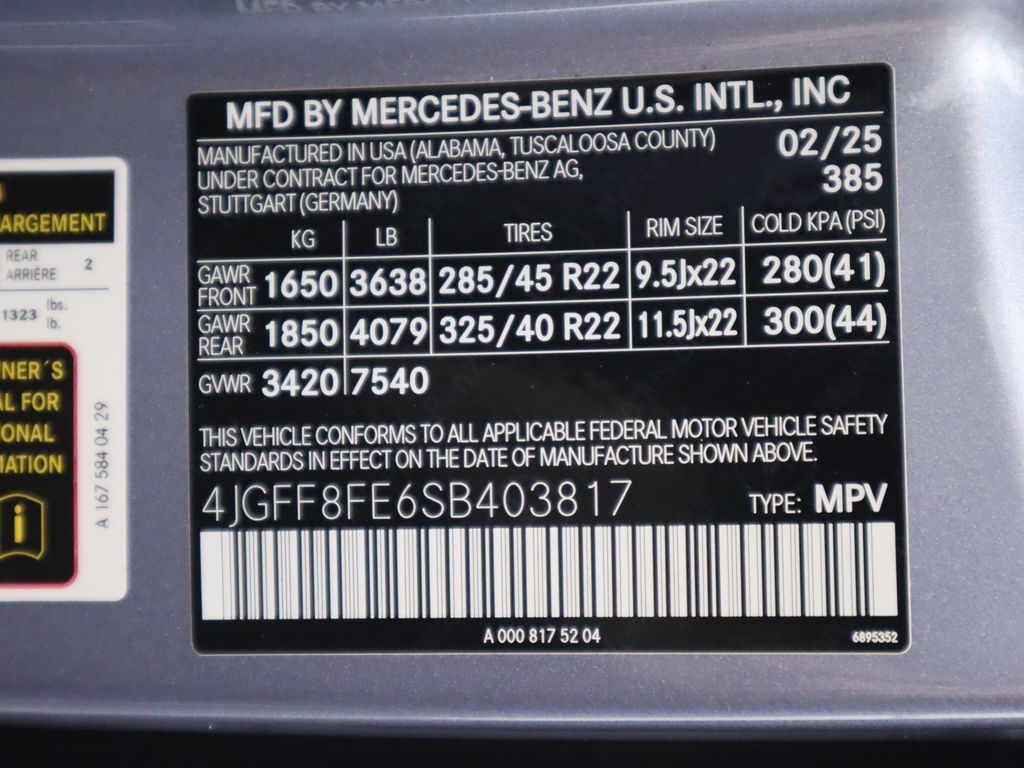 MFD BY MERCEDES-BENZ U.S. INTL., INC
MANUFACTURED IN USA (ALABAMA, TUSCALOOSA COUNTY) 02/25
UNDER CONTRACT FOR MERCEDES-BENZ AG, 385
STUTTGART (GERMANY)
KG LB TIRES RIM SIZE COLD KPA (PSI)
GAWR FRONT 1650 3638 285/45 R22 9.5Jx22 280(41)
GAWR REAR 1850 4079 325/40 R22 11.5Jx22 300(44)
GVWR 3420 7540
THIS VEHICLE CONFORMS TO ALL APPLICABLE FEDERAL MOTOR VEHICLE SAFETY
STANDARDS IN EFFECT ON THE DATE OF MANUFACTURE SHOWN ABOVE.
4JGFF8FE6SB403817 TYPE: MPV
A 000 817 52 04 6895352
ARGEMENT
REAR
ARRIÈRE 2
1323 lbs.
lb.
NER´S
AL FOR
IONAL
MATION
i
A 167 584 04 29